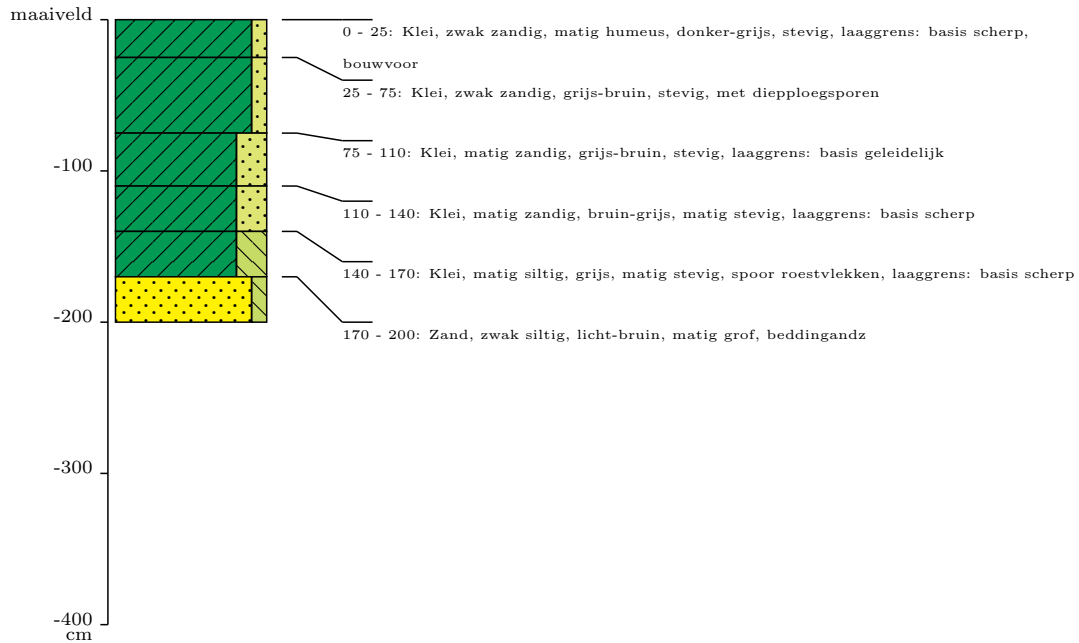 maaiveld
0 - 25: Klei, zwak zandig, matig humeus, donker-grijs, stevig, laaggrens: basis scherp,
bouwvoor
25 - 75: Klei, zwak zandig, grijs-bruin, stevig, met diepploegsporen
75 - 110: Klei, matig zandig, grijs-bruin, stevig, laaggrens: basis geleidelijk
-100
110 - 140: Klei, matig zandig, bruin-grijs, matig stevig, laaggrens: basis scherp
140 - 170: Klei, matig siltig, grijs, matig stevig, spoor roestvlekken, laaggrens: basis scherp
-200
170 - 200: Zand, zwak siltig, licht-bruin, matig grof, beddingandz
-300
-400
cm